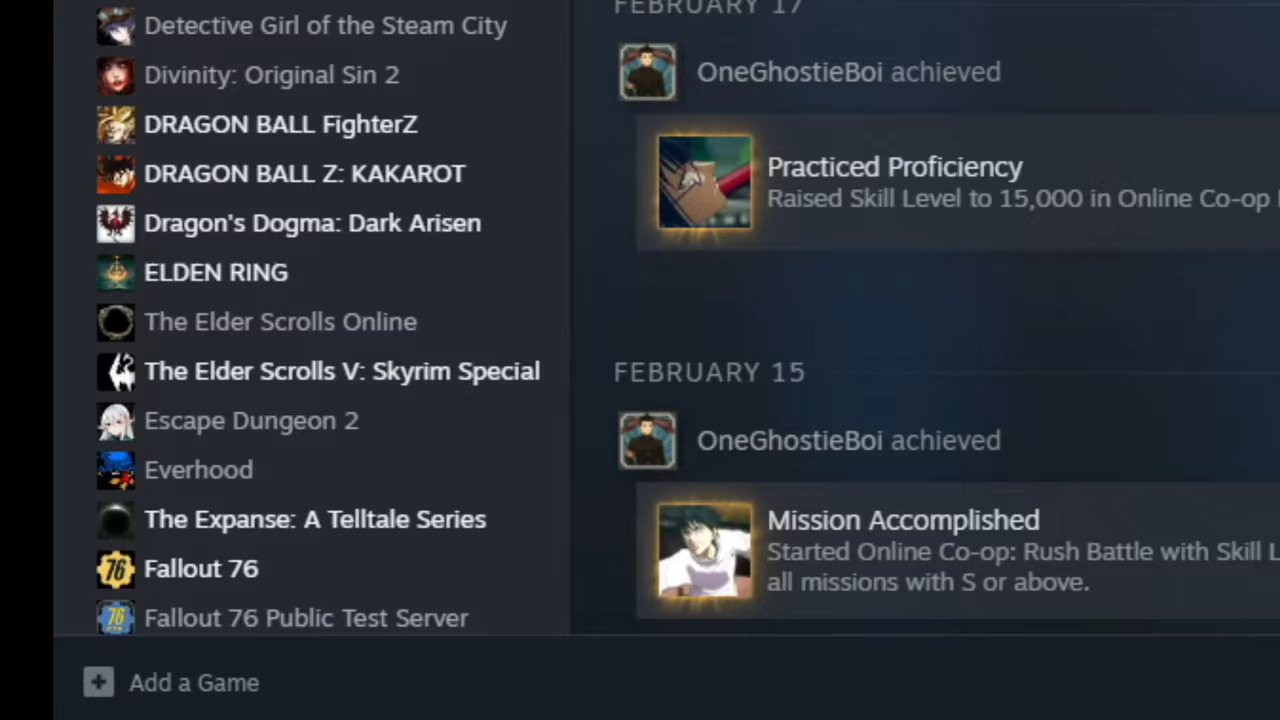 Detective Girl of the Steam City
Divinity: Original Sin 2
DRAGON BALL FighterZ
DRAGON BALL Z: KAKAROT
Dragon's Dogma: Dark Arisen
ELDEN RING
The Elder Scrolls Online
The Elder Scrolls V: Skyrim Special
Escape Dungeon 2
Everhood
The Expanse: A Telltale Series
76 Fallout 76
76 Fallout 76 Public Test Server
Add a Game
FEBRUARY 17
OneGhostieBoi achieved
Practiced Proficiency
Raised Skill Level to 15,000 in Online Co-op
FEBRUARY 15
OneGhostieBoi achieved
Mission Accomplished
Started Online Co-op: Rush Battle with Skill
all missions with S or above.